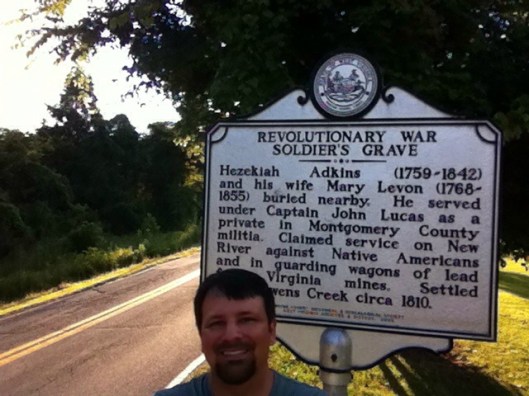 REVOLUTIONARY WAR
SOLDIER'S GRAVE
Hezekiah Adkins (1759-1842)
and his wife Mary Levon (1768-
1855) buried nearby. He served
under Captain John Lucas as a
private in Montgomery County
militia. Claimed service on New
River against Native Americans
and in guarding wagons of lead
Virginia mines. Settled
wens Creek circa 1810.